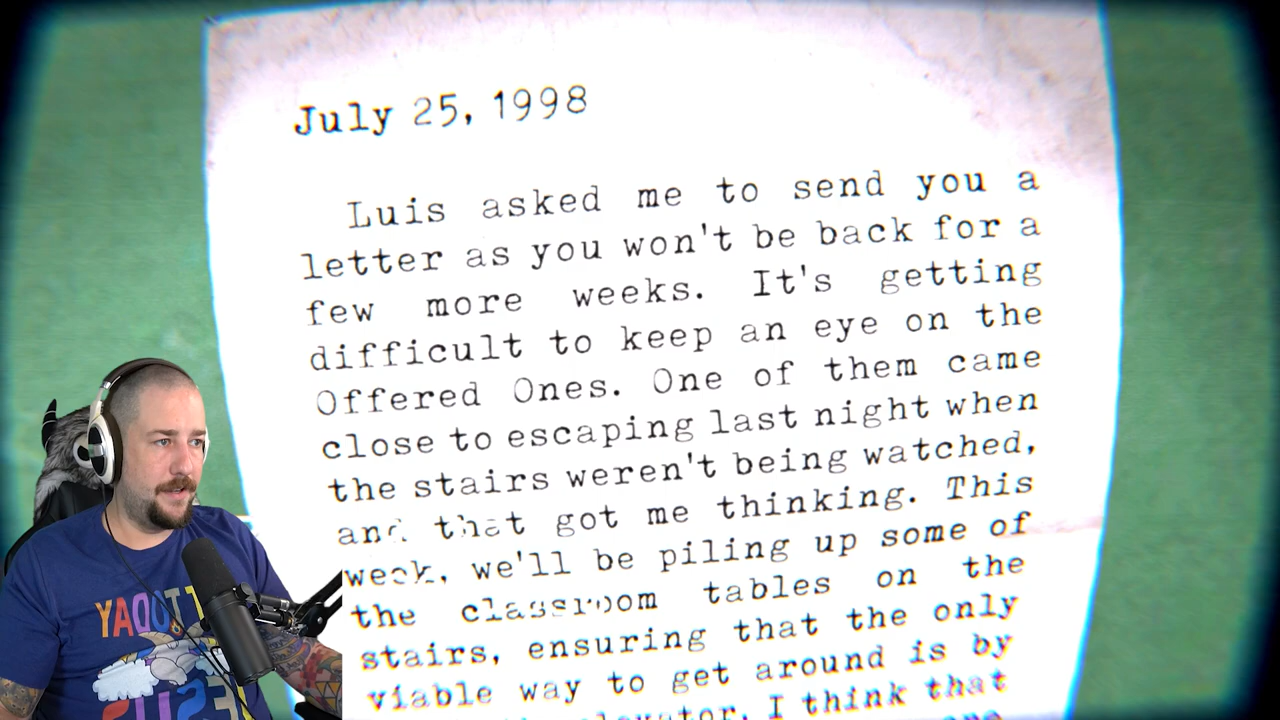 July 25, 1998
Luis asked me to send you a
letter as you won't be back for a
few more weeks. It's getting
difficult to keep an eye on the
Offered Ones. One of them came
close to escaping last night when
the stairs weren't being watched,
and that got me thinking. This
week, we'll be piling up some of
the classroom tables on the
stairs, ensuring that the only
viable way to get around is by
elevator. I think that